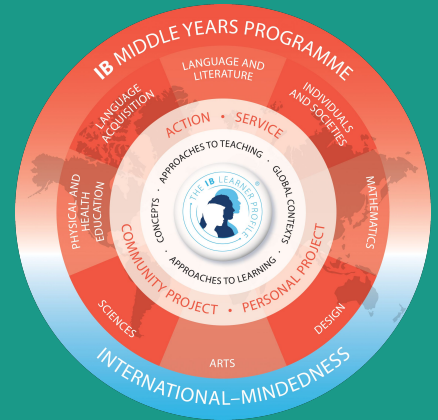 IB MIDDLE YEARS PROGRAMME
LANGUAGE AND
LITERATURE
INDIVIDUALS
AND SOCIETIES
MATHEMATICS
DESIGN
ARTS
SCIENCES
PHYSICAL AND
HEALTH
EDUCATION
LANGUAGE
ACQUISITION
ACTION • SERVICE
PERSONAL PROJECT
•
COMMUNITY PROJECT
APPROACHES TO TEACHING ·
GLOBAL CONTEXTS ·
APPROACHES TO LEARNING ·
CONCEPTS ·
THE IB LEARNER PROFILE
®
INTERNATIONAL–MINDEDNESS